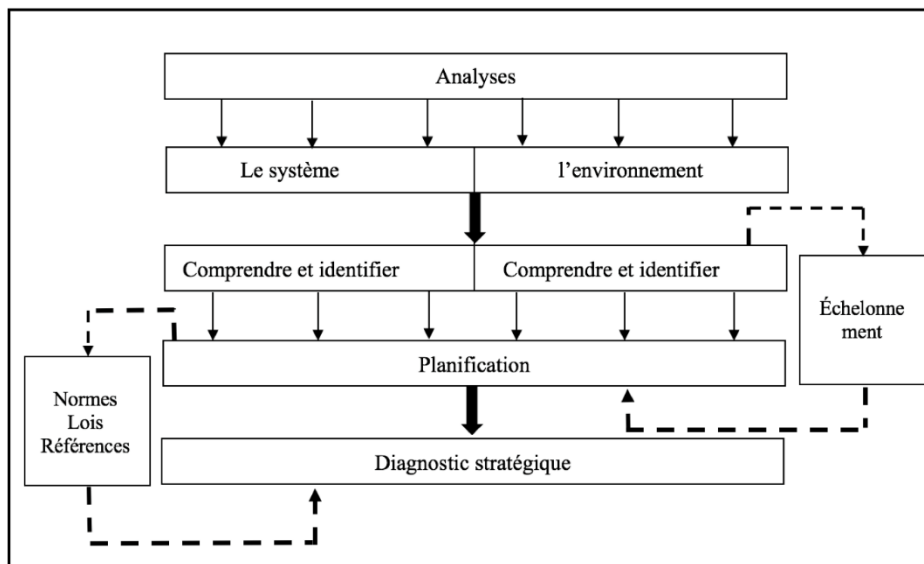 Analyses
Le système
l’environnement
Comprendre et identifier
Comprendre et identifier
Échelonne
ment
Planification
Normes
Lois
Références
Diagnostic stratégique